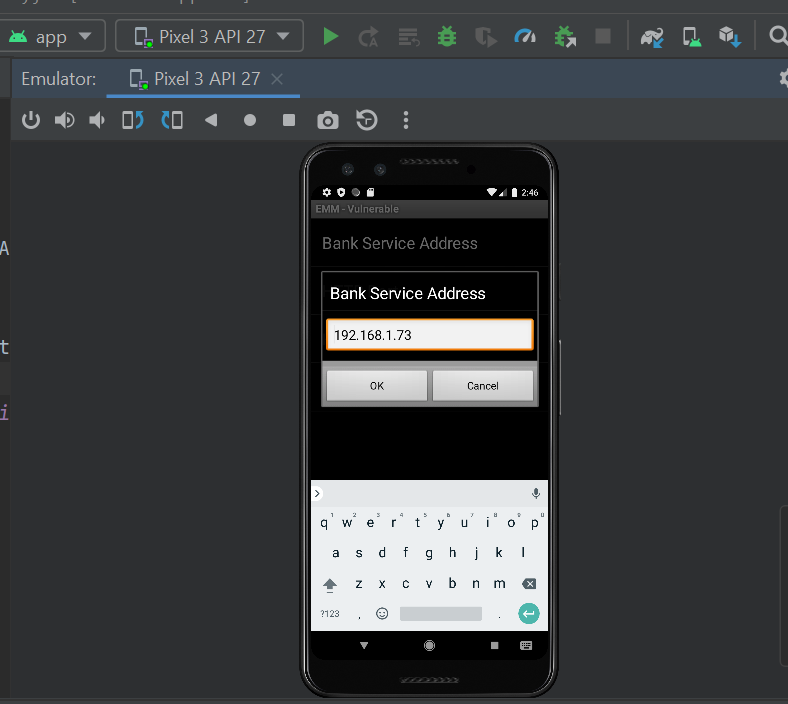 app
Pixel 3 API 27
Emulator:
Pixel 3 API 27
2:46
EMM - Vulnerable
Bank Service Address
Bank Service Address
192.168.1.73
OK
Cancel
q 1 w 2 e 3 r 4 t 5 y 6 u 7 i 8 o 9 p 0
a s d f g h j k l
z x c v b n m
?123 , .
A
t
i